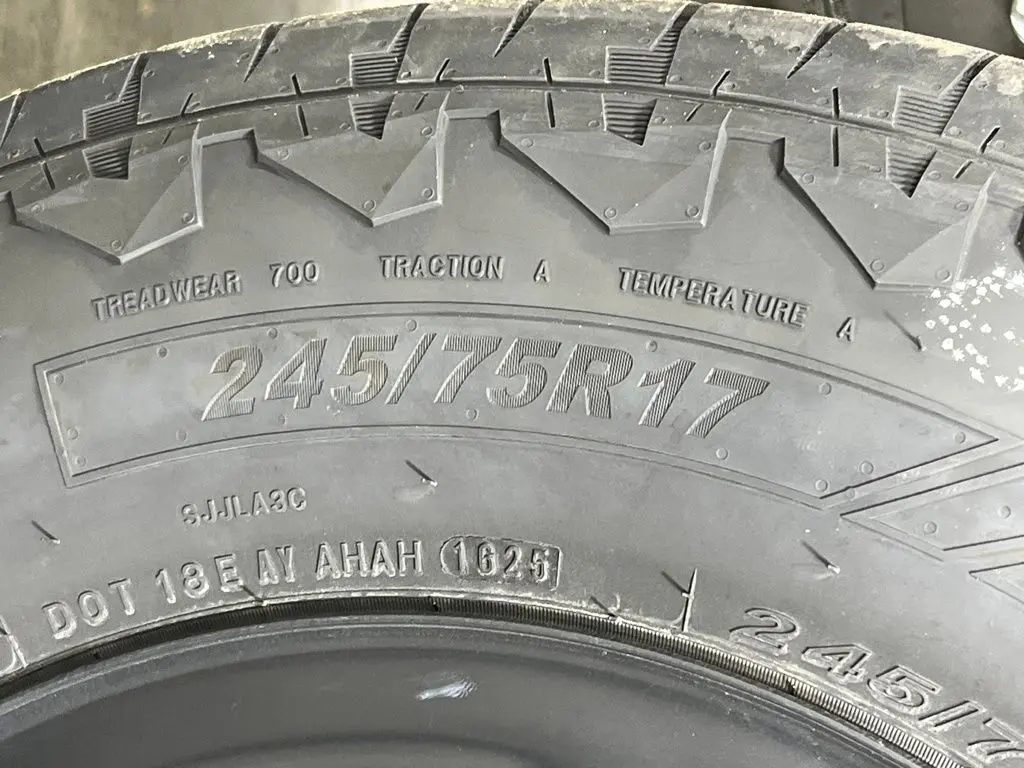 TREADWEAR 700 TRACTION A TEMPERATURE A
245/75R17
SJJLA3C
DOT 18E AY AHAH 1625
245/7